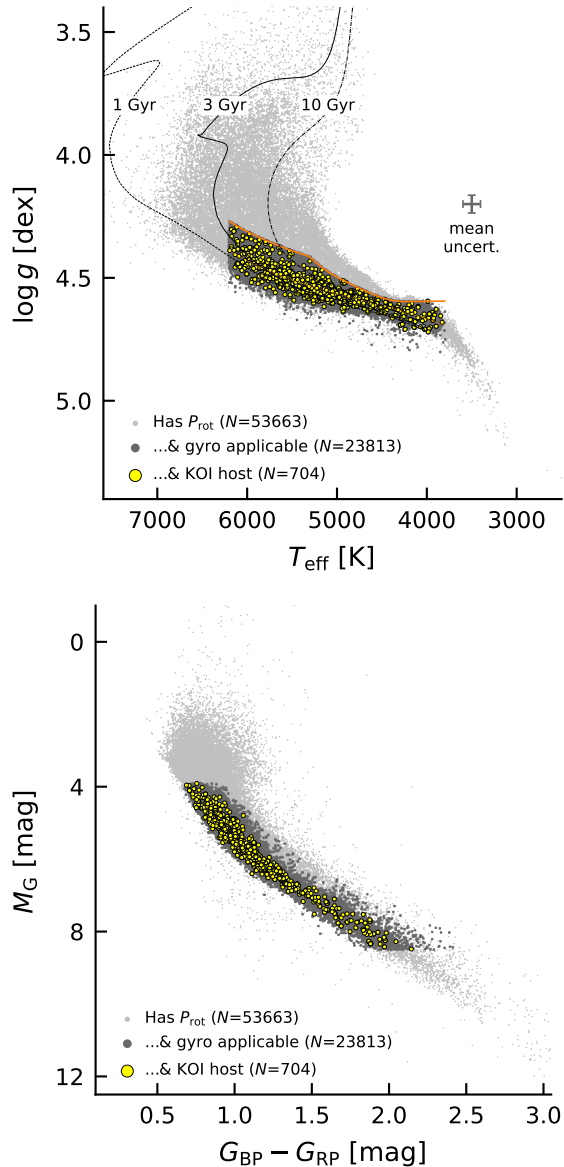 3.5
4.0
4.5
5.0
log g [dex]
1 Gyr
3 Gyr
10 Gyr
mean
uncert.
Has P_rot (N=53663)
...& gyro applicable (N=23813)
...& KOI host (N=704)
7000 6000 5000 4000 3000
T_eff [K]
0
4
8
12
M_G [mag]
Has P_rot (N=53663)
...& gyro applicable (N=23813)
...& KOI host (N=704)
0.5 1.0 1.5 2.0 2.5 3.0
G_BP − G_RP [mag]